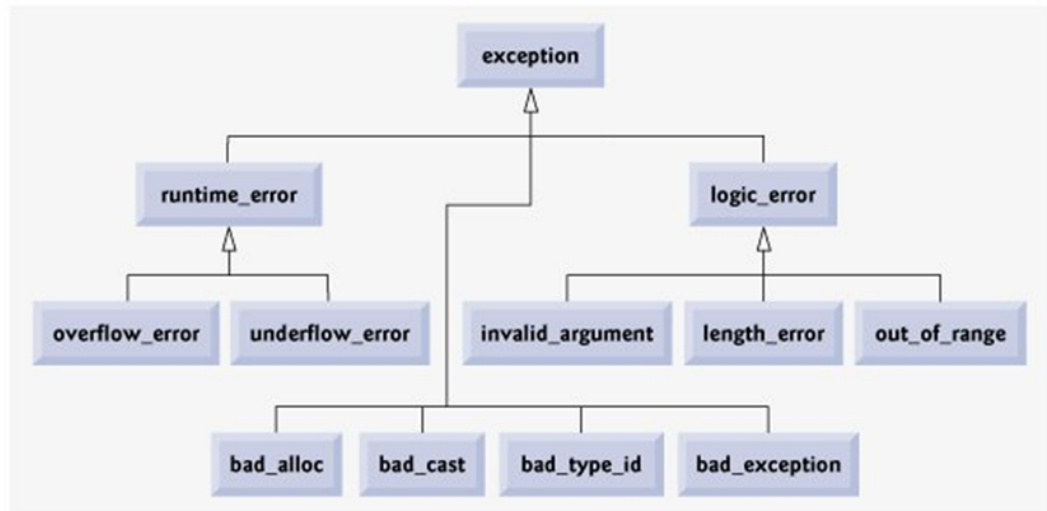 exception
runtime_error
logic_error
overflow_error
underflow_error
invalid_argument
length_error
out_of_range
bad_alloc
bad_cast
bad_type_id
bad_exception